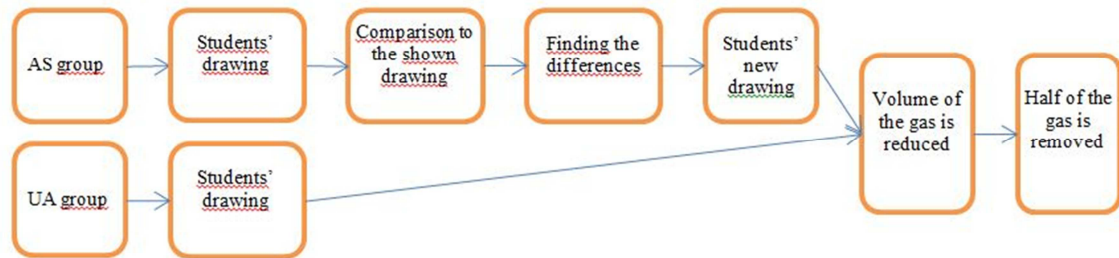 AS group
Students'
drawing
Comparison to
the shown
drawing
Finding the
differences
Students'
new
drawing
Volume of
the gas is
reduced
Half of the
gas is
removed
UA group
Students'
drawing